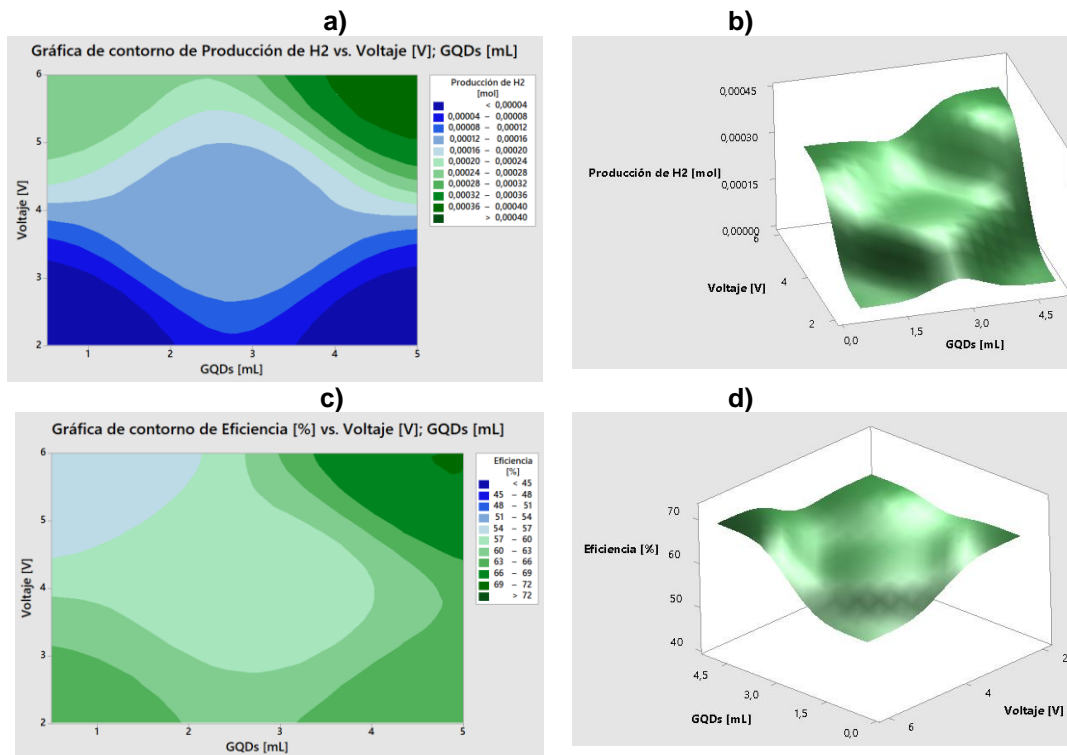 a)
Gráfica de contorno de Producción de H2 vs. Voltaje [V]; GQDs [mL]
Producción de H2
[mol]
< 0,00004
0,00004 – 0,00008
0,00008 – 0,00012
0,00012 – 0,00016
0,00016 – 0,00020
0,00020 – 0,00024
0,00024 – 0,00028
0,00028 – 0,00032
0,00032 – 0,00036
0,00036 – 0,00040
> 0,00040
Voltaje [V]
6
5
4
3
2
1
2
3
4
5
GQDs [mL]
b)
0,00045
0,00030
0,00015
0,00000
Producción de H2 [mol]
6
4
2
Voltaje [V]
0,0
1,5
3,0
4,5
GQDs [mL]
c)
Gráfica de contorno de Eficiencia [%] vs. Voltaje [V]; GQDs [mL]
Eficiencia
[%]
< 45
45 – 48
48 – 51
51 – 54
54 – 57
57 – 60
60 – 63
63 – 66
66 – 69
69 – 72
> 72
Voltaje [V]
6
5
4
3
2
1
2
3
4
5
GQDs [mL]
d)
70
60
50
40
Eficiencia [%]
4,5
3,0
1,5
0,0
GQDs [mL]
6
4
2
Voltaje [V]